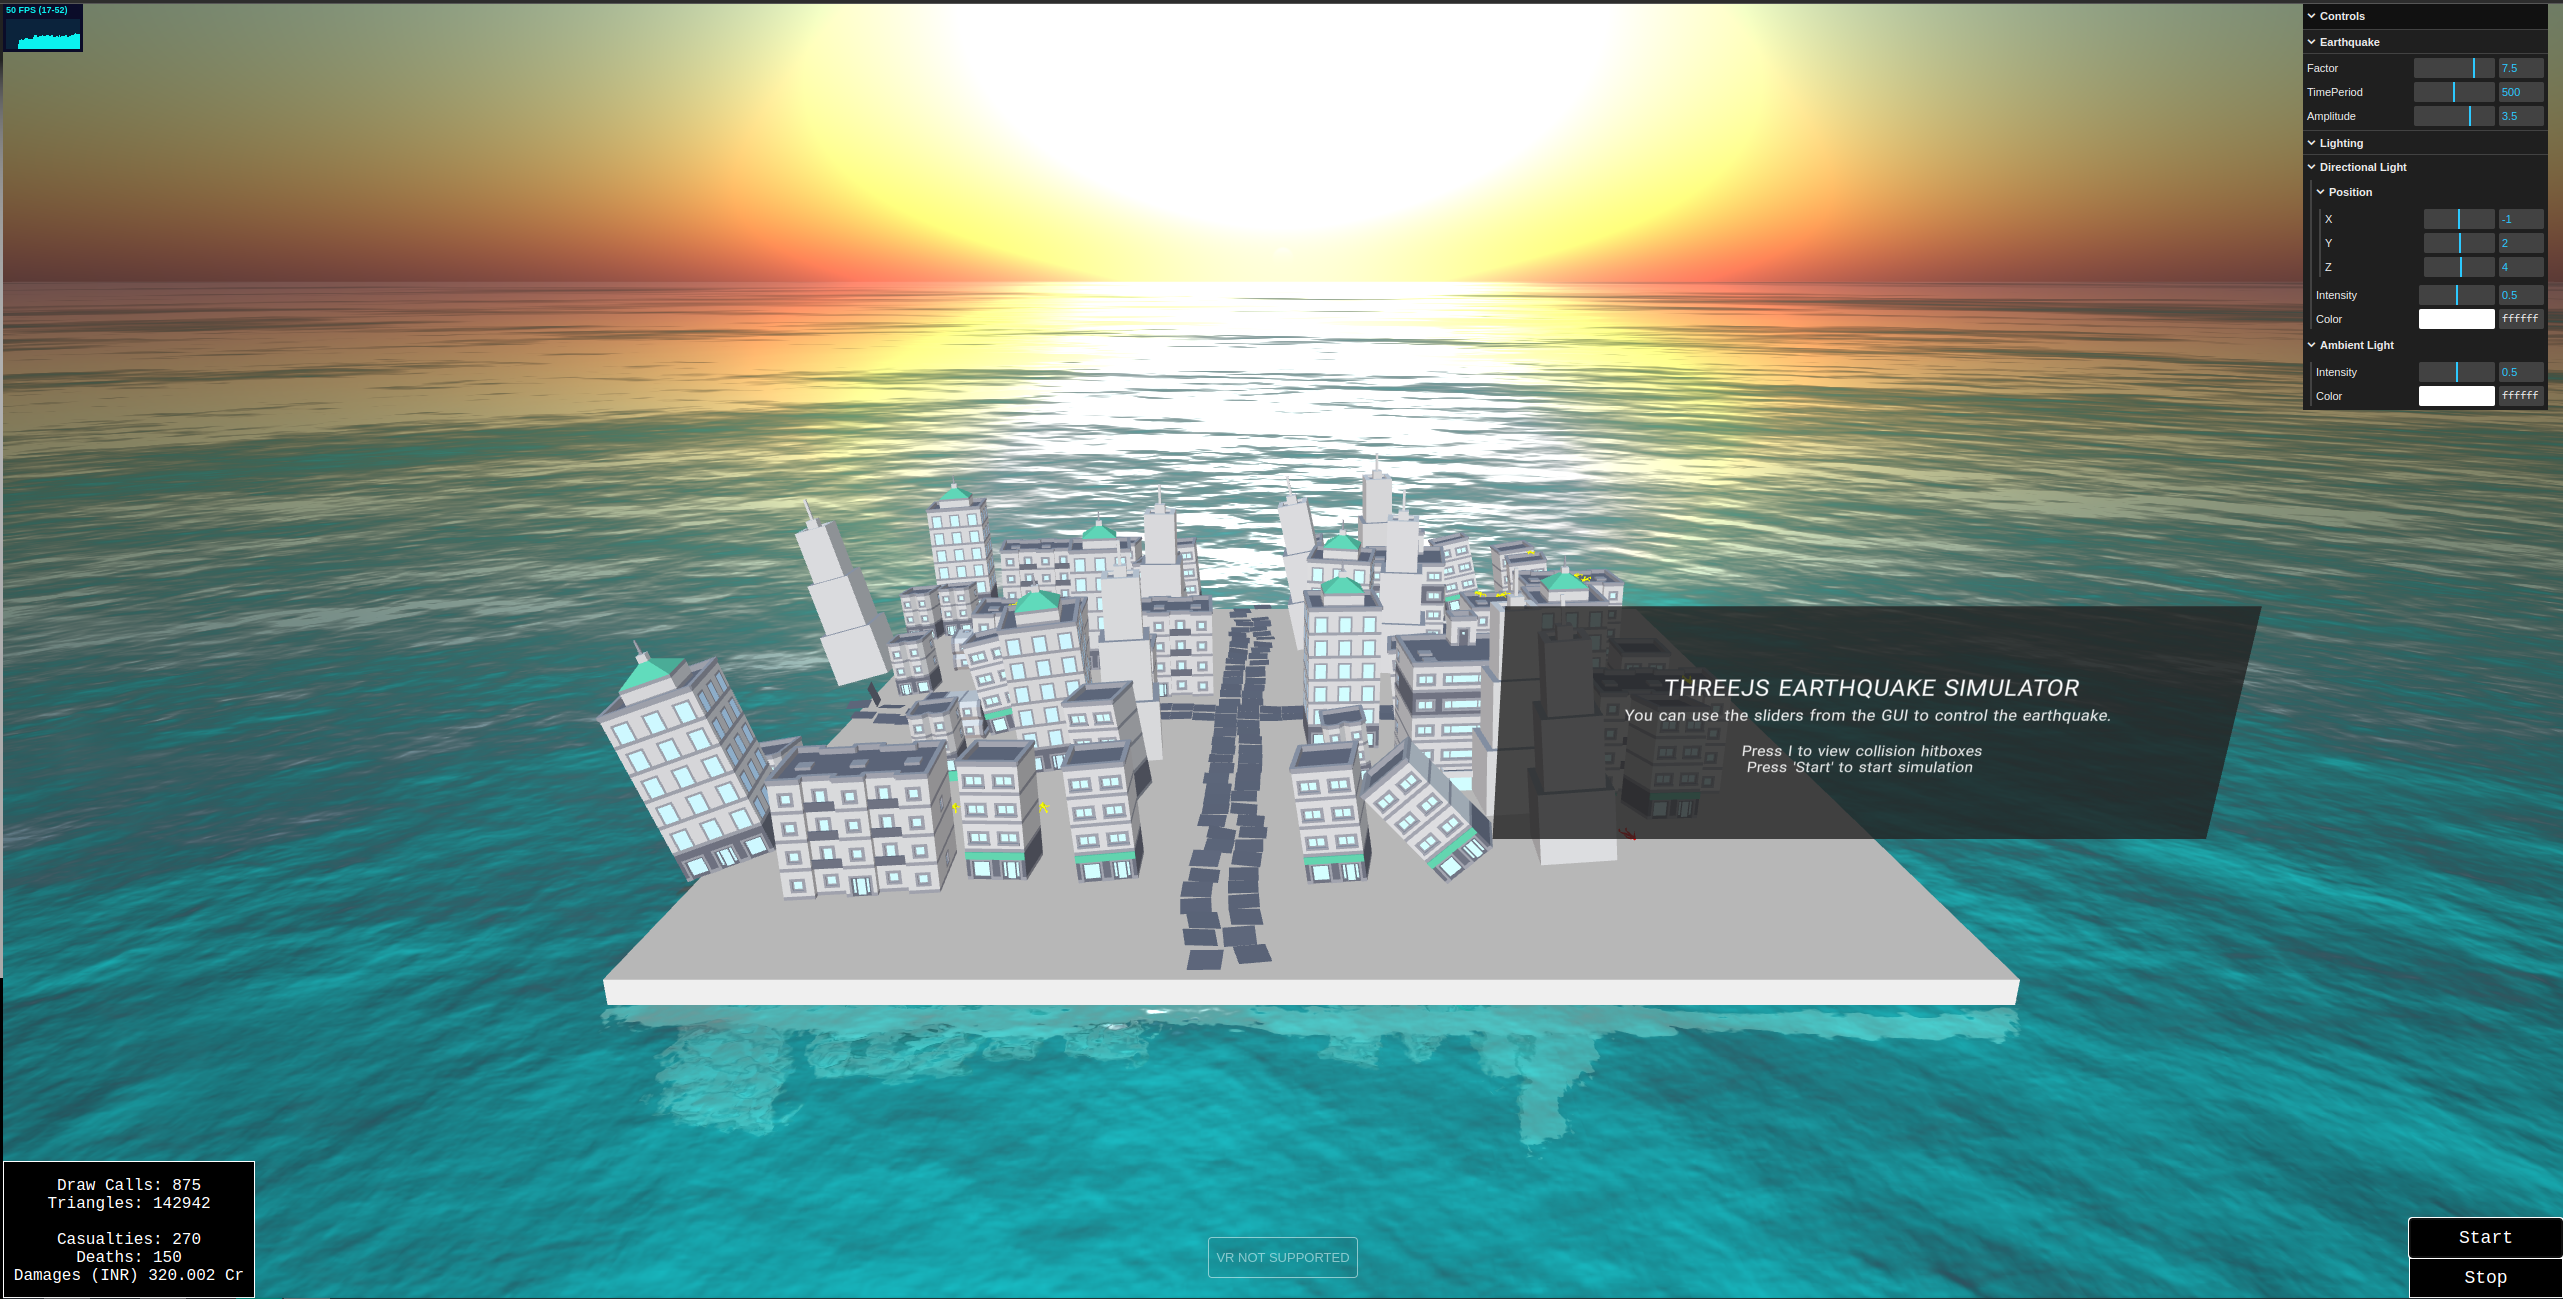 50 FPS (17-52)
Controls
Earthquake
Factor 7.5
TimePeriod 500
Amplitude 3.5
Lighting
Directional Light
Position
X -1
Y 2
Z 4
Intensity 0.5
Color ffffff
Ambient Light
Intensity 0.5
Color ffffff
THREEJS EARTHQUAKE SIMULATOR
You can use the sliders from the GUI to control the earthquake.
Press I to view collision hitboxes
Press 'Start' to start simulation
Draw Calls: 875
Triangles: 142942
Casualties: 270
Deaths: 150
Damages (INR) 320.002 Cr
VR NOT SUPPORTED
Start
Stop